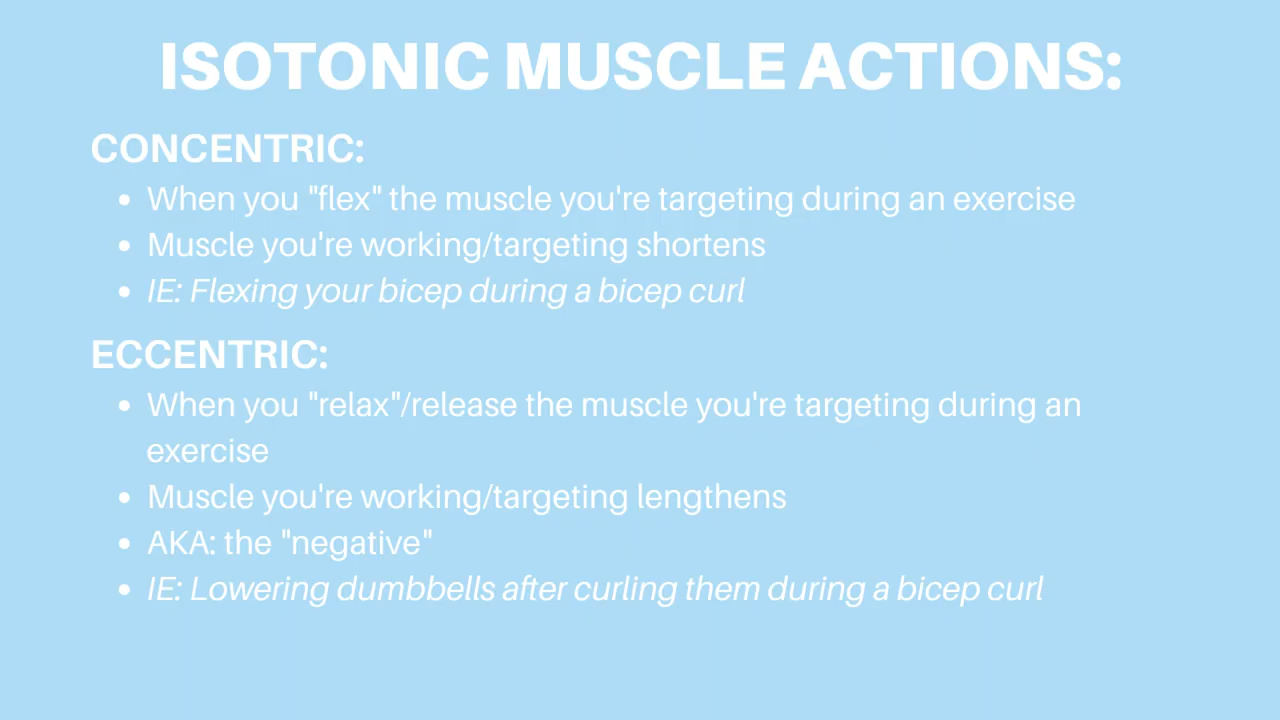 ISOTONIC MUSCLE ACTIONS:
CONCENTRIC:
• When you "flex" the muscle you're targeting during an exercise
• Muscle you're working/targeting shortens
• IE: Flexing your bicep during a bicep curl
ECCENTRIC:
• When you "relax"/release the muscle you're targeting during an
exercise
• Muscle you're working/targeting lengthens
• AKA: the "negative"
• IE: Lowering dumbbells after curling them during a bicep curl